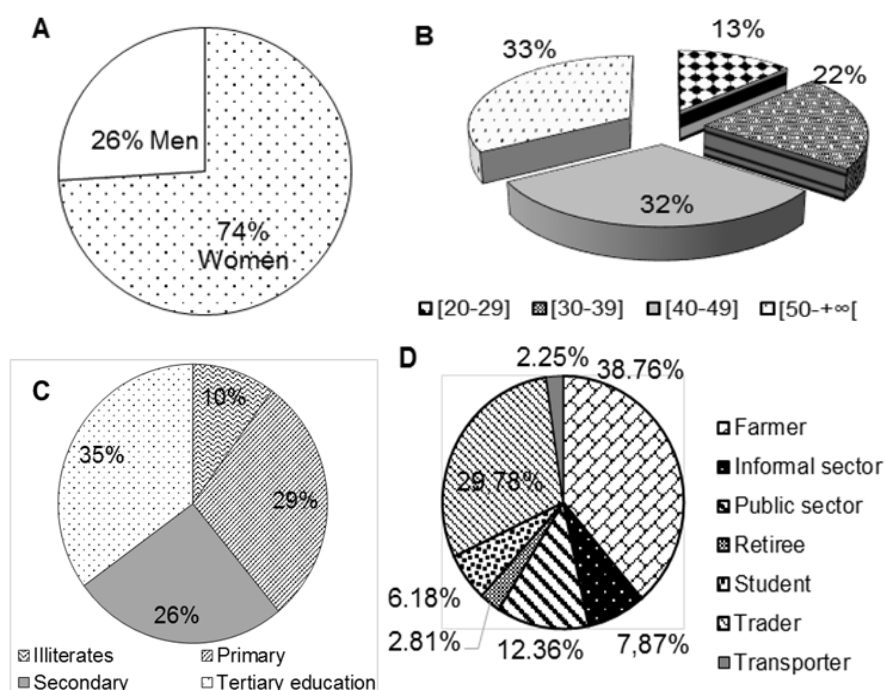 A
26% Men
74%
Women
B
13%
22%
32%
33%
[20-29] [30-39] [40-49] [50-+∞[
C
10%
29%
26%
35%
Illiterates Primary
Secondary Tertiary education
D
2.25%
38.76%
29,78%
6.18%
2.81%
12.36%
7,87%
Farmer
Informal sector
Public sector
Retiree
Student
Trader
Transporter